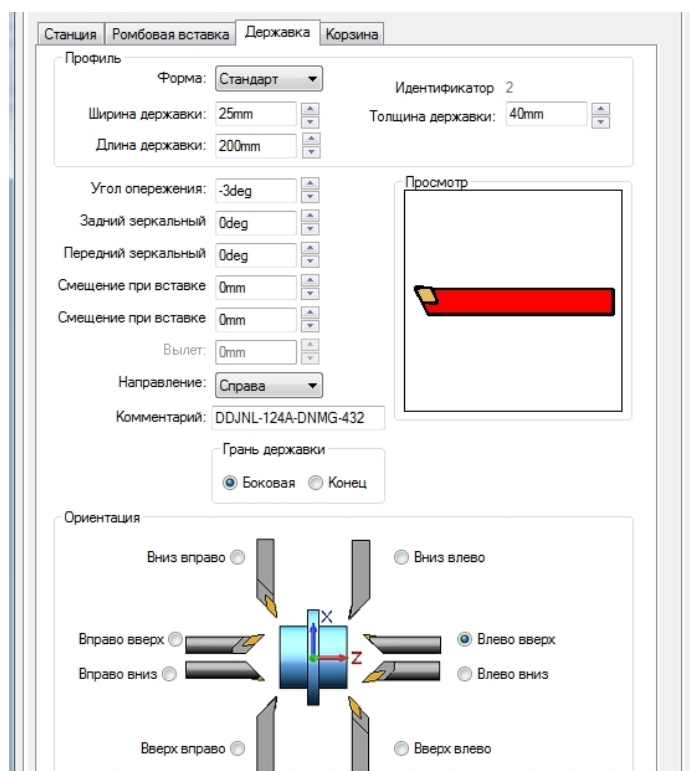 Станция Ромбовая вставка Державка Корзина
Профиль
Форма: Стандарт
Идентификатор 2
Ширина державки: 25mm
Толщина державки: 40mm
Длина державки: 200mm
Угол опережения: -3deg
Просмотр
Задний зеркальный 0deg
Передний зеркальный 0deg
Смещение при вставке 0mm
Смещение при вставке 0mm
Вылет: 0mm
Направление: Справа
Комментарий: DDJNL-124A-DNMG-432
Грань державки
Боковая Конец
Ориентация
Вниз вправо Вниз влево
X
Вправо вверх Влево вверх
Z
Вправо вниз Влево вниз
Вверх вправо Вверх влево